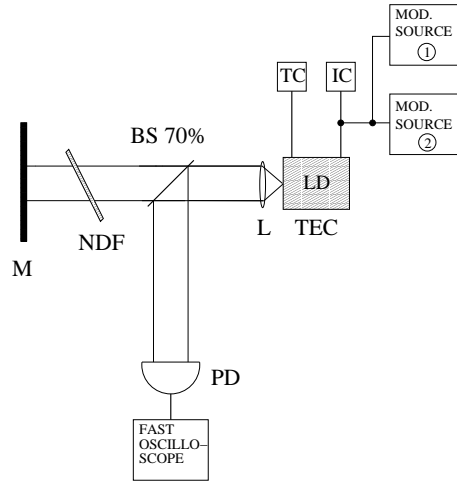 MOD.
SOURCE
1
TC
IC
MOD.
SOURCE
2
BS 70%
LD
NDF
L
TEC
M
PD
FAST
OSCILLO–
SCOPE